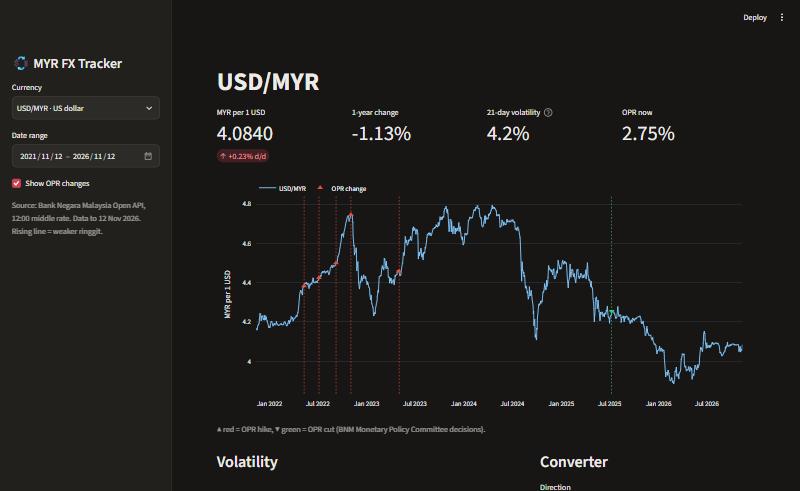 Deploy
MYR FX Tracker
Currency
USD/MYR · US dollar
Date range
2021/11/12 – 2026/11/12
Show OPR changes
Source: Bank Negara Malaysia Open API,
12:00 middle rate. Data to 12 Nov 2026.
Rising line = weaker ringgit.
USD/MYR
MYR per 1 USD
4.0840
↑ +0.23% d/d
1-year change
-1.13%
21-day volatility
4.2%
OPR now
2.75%
USD/MYR
OPR change
MYR per 1 USD
4.8
4.6
4.4
4.2
4
Jan 2022
Jul 2022
Jan 2023
Jul 2023
Jan 2024
Jul 2024
Jan 2025
Jul 2025
Jan 2026
Jul 2026
▲ red = OPR hike, ▼ green = OPR cut (BNM Monetary Policy Committee decisions).
Volatility
Converter
Direction